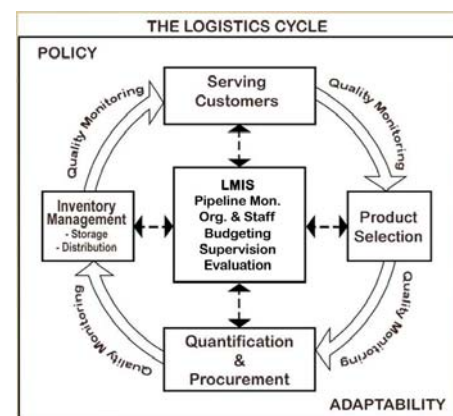 THE LOGISTICS CYCLE
POLICY
Serving
Customers
Quality Monitoring
Quality Monitoring
LMIS
Pipeline Mon.
Org. & Staff
Budgeting
Supervision
Evaluation
Inventory
Management
- Storage
- Distribution
Product
Selection
Quality Monitoring
Quality Monitoring
Quantification
&
Procurement
ADAPTABILITY